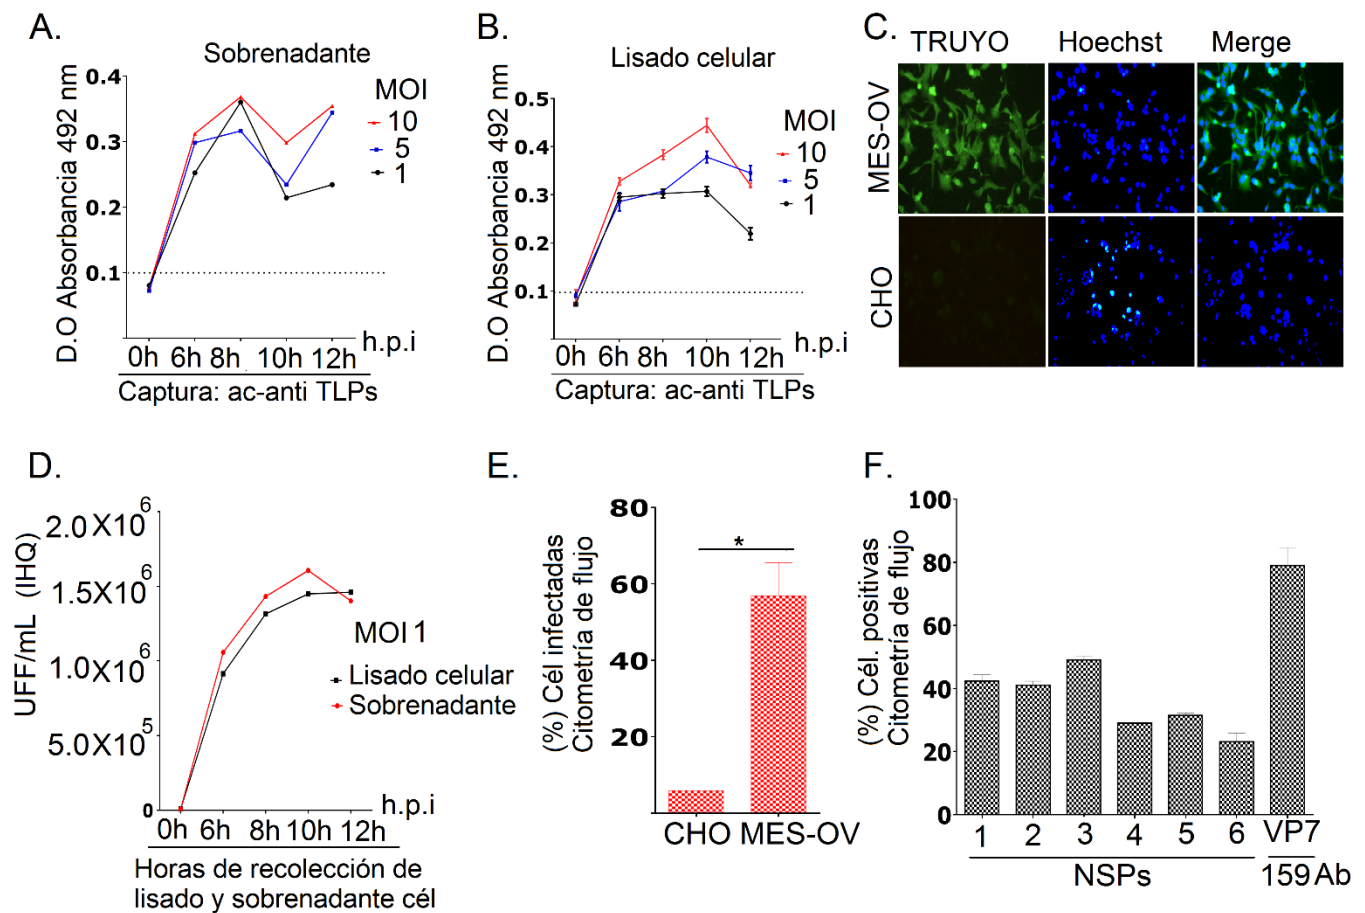 A.
Sobrenadante
D.O Absorbancia 492 nm
0.4
0.3
0.2
0.1
MOI
10
5
1
0h 6h 8h 10h 12h h.p.i
Captura: ac-anti TLPs
B.
Lisado celular
D.O Absorbancia 492 nm
0.5
0.4
0.3
0.2
0.1
MOI
10
5
1
0h 6h 8h 10h 12h h.p.i
Captura: ac-anti TLPs
C.
TRUYO Hoechst Merge
MES-OV
CHO
D.
UFF/mL (IHQ)
2.0X10^6
1.5X10^6
1.0X10^6
5.0X10^5
0
MOI 1
Lisado celular
Sobrenadante
0h 6h 8h 10h 12h h.p.i
Horas de recolección de
lisado y sobrenadante cél
E.
(%) Cél infectadas
Citometría de flujo
80
60
40
20
*
CHO MES-OV
F.
(%) Cél. positivas
Citometría de flujo
100
80
60
40
20
0
1 2 3 4 5 6 VP7
NSPs 159 Ab